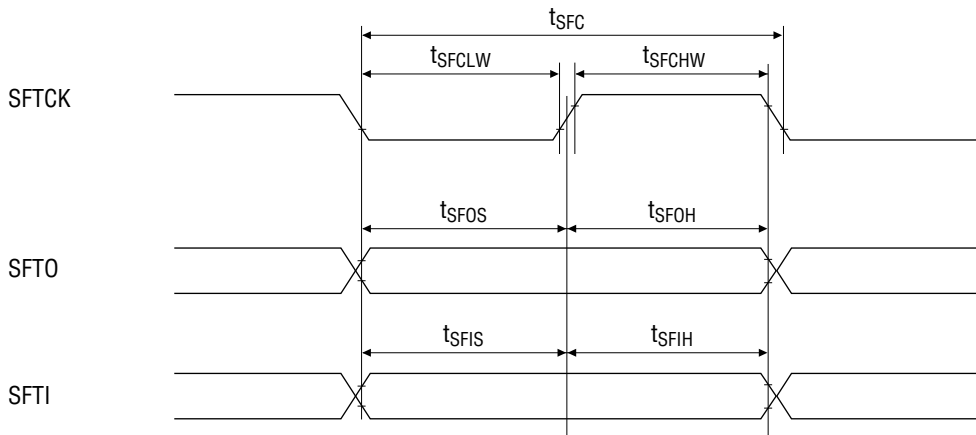 tSFC
tSFCLW tSFCHW
SFTCK
tSFOS tSFOH
SFTO
tSFIS tSFIH
SFTI